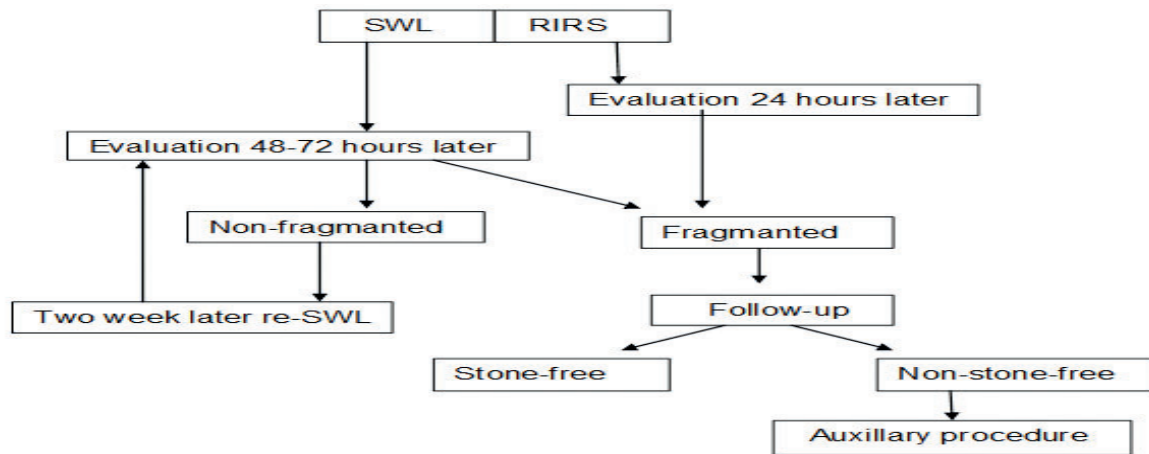 SWL
RIRS
Evaluation 24 hours later
Evaluation 48-72 hours later
Non-fragmanted
Fragmanted
Two week later re-SWL
Follow-up
Stone-free
Non-stone-free
Auxillary procedure